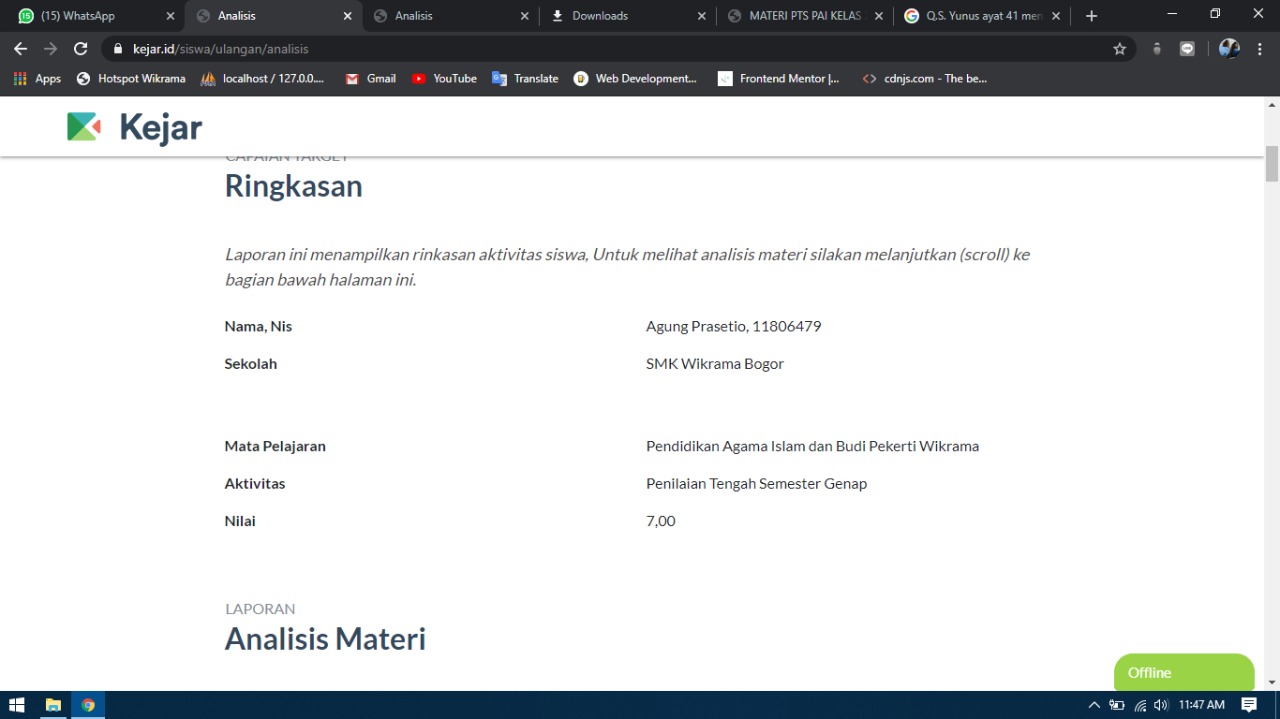 (15) WhatsApp
Analisis
Analisis
Downloads
MATERI PTS PAI KELAS
Q.S. Yunus ayat 41 men
kejar.id/siswa/ulangan/analisis
Apps
Hotspot Wikrama
localhost / 127.0.0....
Gmail
YouTube
Translate
Web Development...
Frontend Mentor |...
cdnjs.com - The be...
Kejar
CAPAIAN TARGET
Ringkasan
Laporan ini menampilkan rinkasan aktivitas siswa, Untuk melihat analisis materi silakan melanjutkan (scroll) ke
bagian bawah halaman ini.
Nama, Nis Agung Prasetio, 11806479
Sekolah SMK Wikrama Bogor
Mata Pelajaran Pendidikan Agama Islam dan Budi Pekerti Wikrama
Aktivitas Penilaian Tengah Semester Genap
Nilai 7,00
LAPORAN
Analisis Materi
Offline
11:47 AM